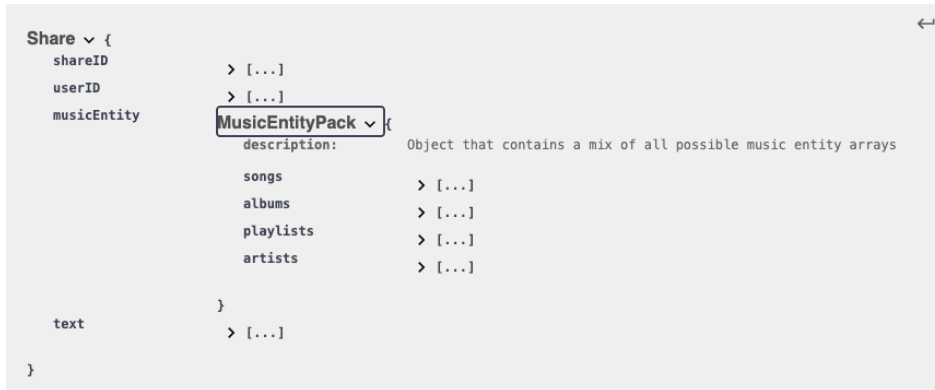 Share {
shareID > [...]
userID > [...]
musicEntity MusicEntityPack {
description: Object that contains a mix of all possible music entity arrays
songs > [...]
albums > [...]
playlists > [...]
artists > [...]
}
text > [...]
}